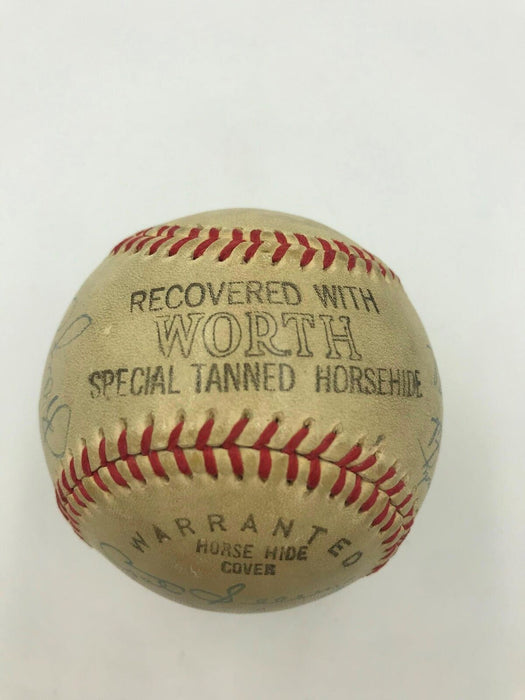 RECOVERED WITH
WORTH
SPECIAL TANNED HORSEHIDE
WARRANTED
HORSE HIDE
COVER